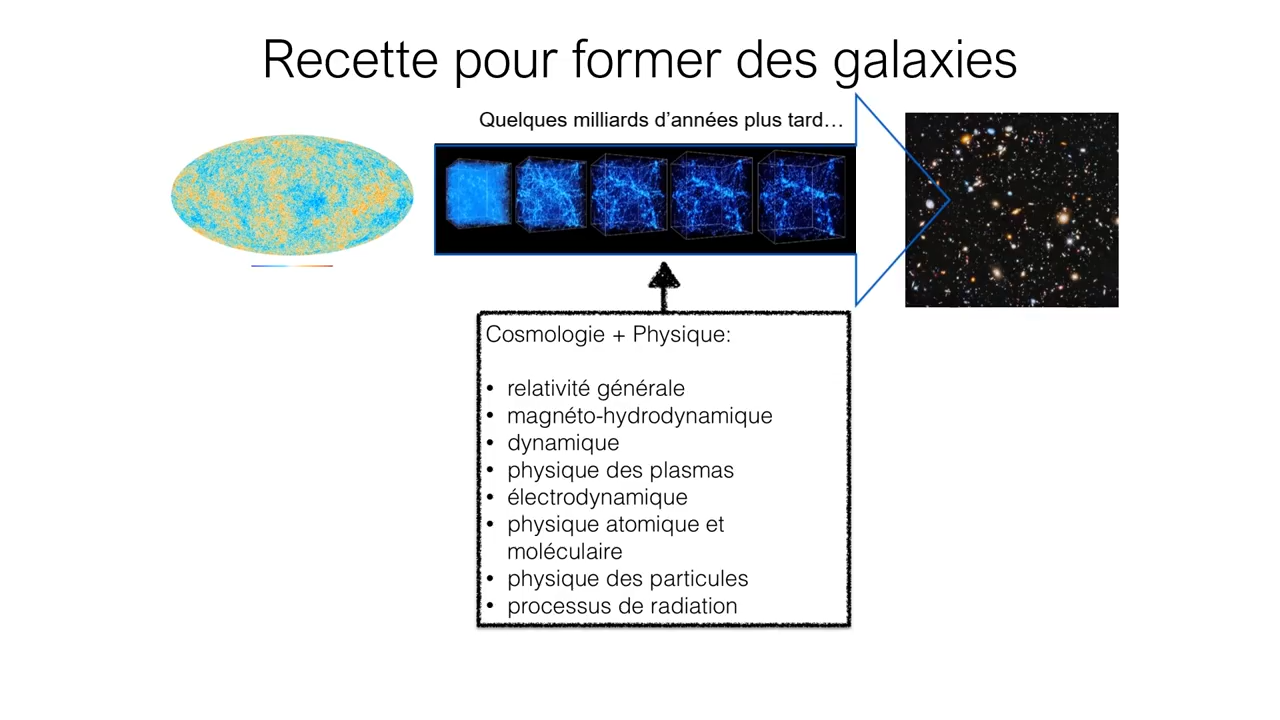 Recette pour former des galaxies
Quelques milliards d’années plus tard…
Cosmologie + Physique:
• relativité générale
• magnéto-hydrodynamique
• dynamique
• physique des plasmas
• électrodynamique
• physique atomique et
moléculaire
• physique des particules
• processus de radiation